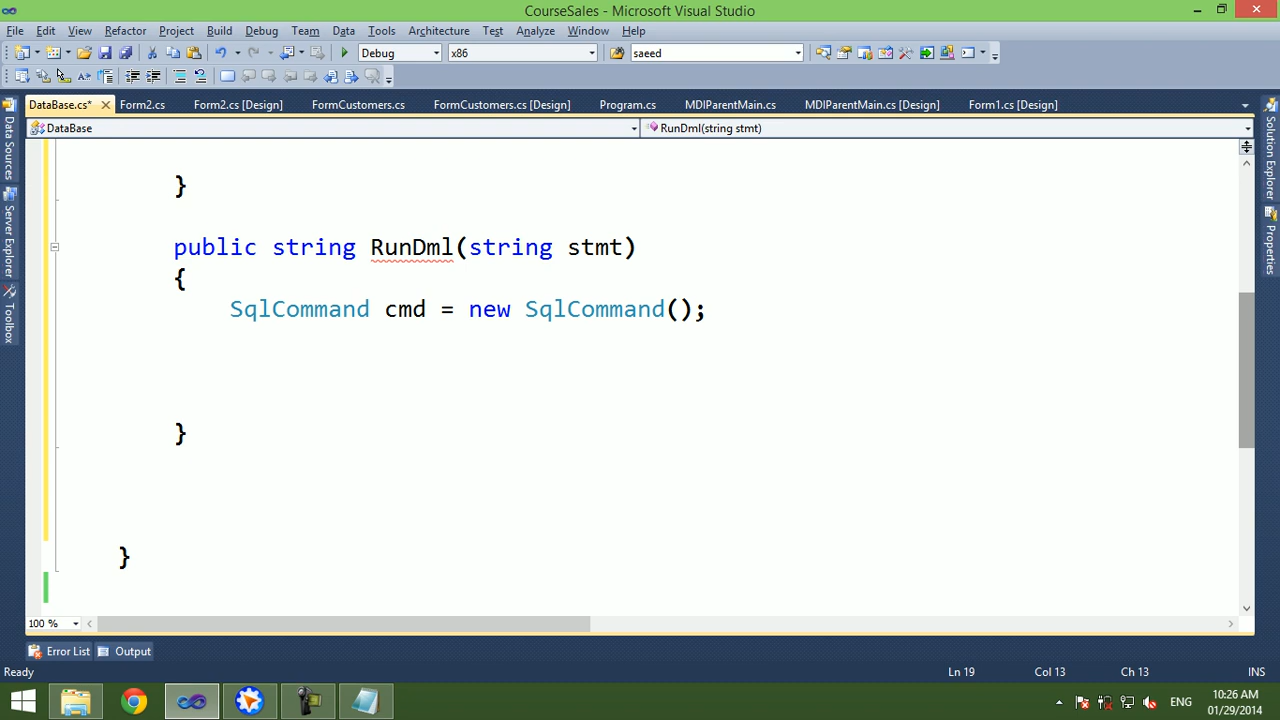 CourseSales - Microsoft Visual Studio
File Edit View Refactor Project Build Debug Team Data Tools Architecture Test Analyze Window Help
Debug x86 saeed
DataBase.cs* Form2.cs Form2.cs [Design] FormCustomers.cs FormCustomers.cs [Design] Program.cs MDIParentMain.cs MDIParentMain.cs [Design] Form1.cs [Design]
DataBase RunDml(string stmt)
Data Sources
Server Explorer
Toolbox
}
public string RunDml(string stmt)
{
SqlCommand cmd = new SqlCommand();
}
}
Solution Explorer
Properties
100 %
Error List Output
Ready Ln 19 Col 13 Ch 13 INS
ENG 10:26 AM
01/29/2014